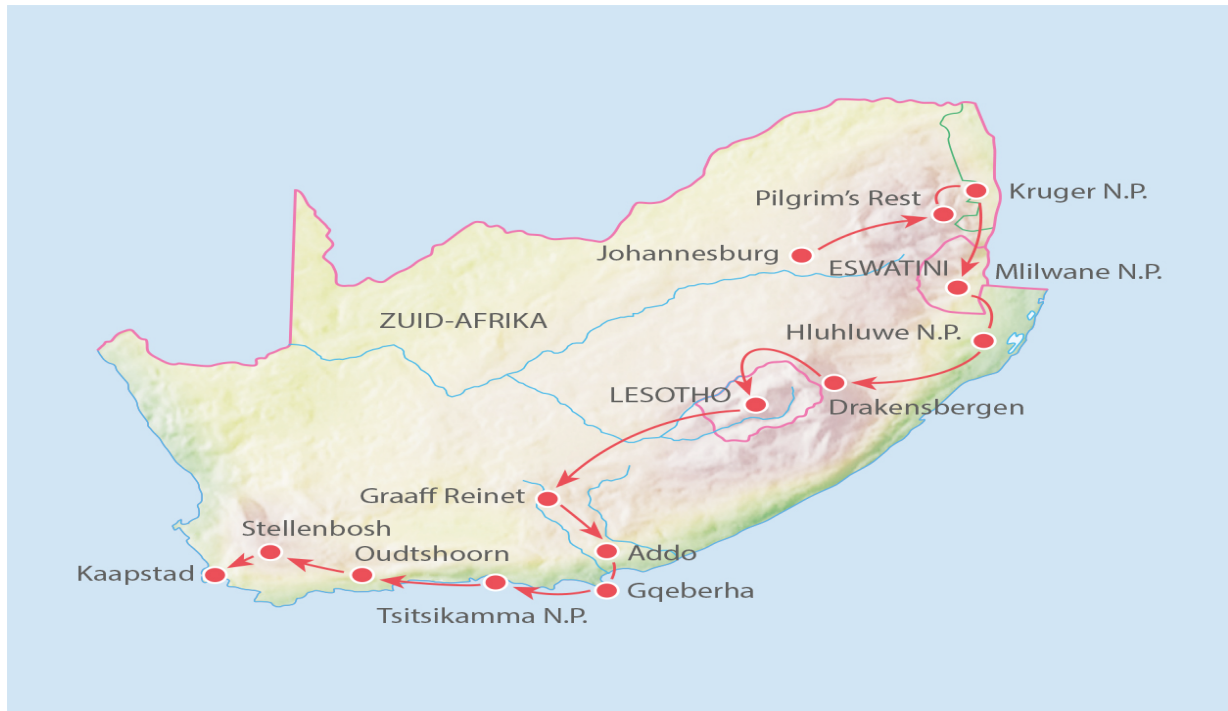 Pilgrim's Rest
Kruger N.P.
Johannesburg
ESWATINI
Mlilwane N.P.
ZUID-AFRIKA
Hluhluwe N.P.
LESOTHO
Drakensbergen
Graaff Reinet
Stellenbosh
Oudtshoorn
Addo
Kaapstad
Gqeberha
Tsitsikamma N.P.